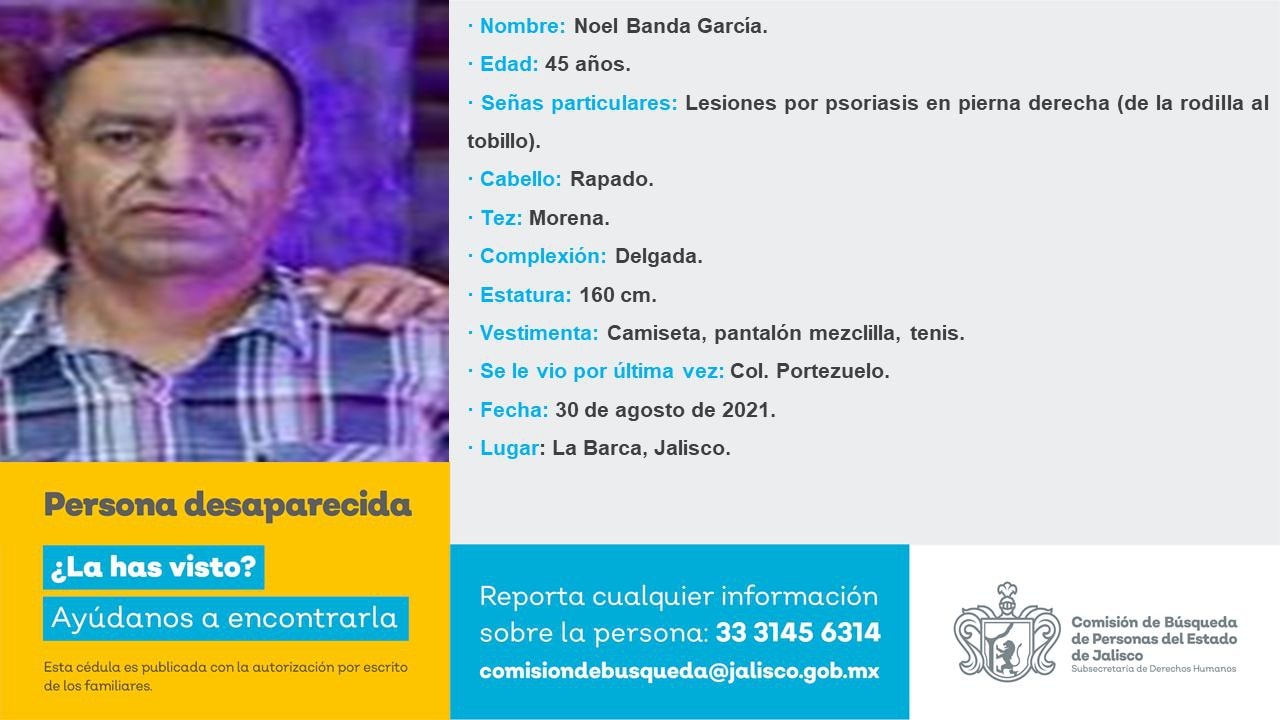 · Nombre: Noel Banda García.
· Edad: 45 años.
· Señas particulares: Lesiones por psoriasis en pierna derecha (de la rodilla al
tobillo).
· Cabello: Rapado.
· Tez: Morena.
· Complexión: Delgada.
· Estatura: 160 cm.
· Vestimenta: Camiseta, pantalón mezclilla, tenis.
· Se le vio por última vez: Col. Portezuelo.
· Fecha: 30 de agosto de 2021.
· Lugar: La Barca, Jalisco.
Persona desaparecida
¿La has visto?
Ayúdanos a encontrarla
Esta cédula es publicada con la autorización por escrito
de los familiares.
Reporta cualquier información
sobre la persona: 33 3145 6314
comisiondebusqueda@jalisco.gob.mx
Comisión de Búsqueda
de Personas del Estado
de Jalisco
Subsecretaría de Derechos Humanos